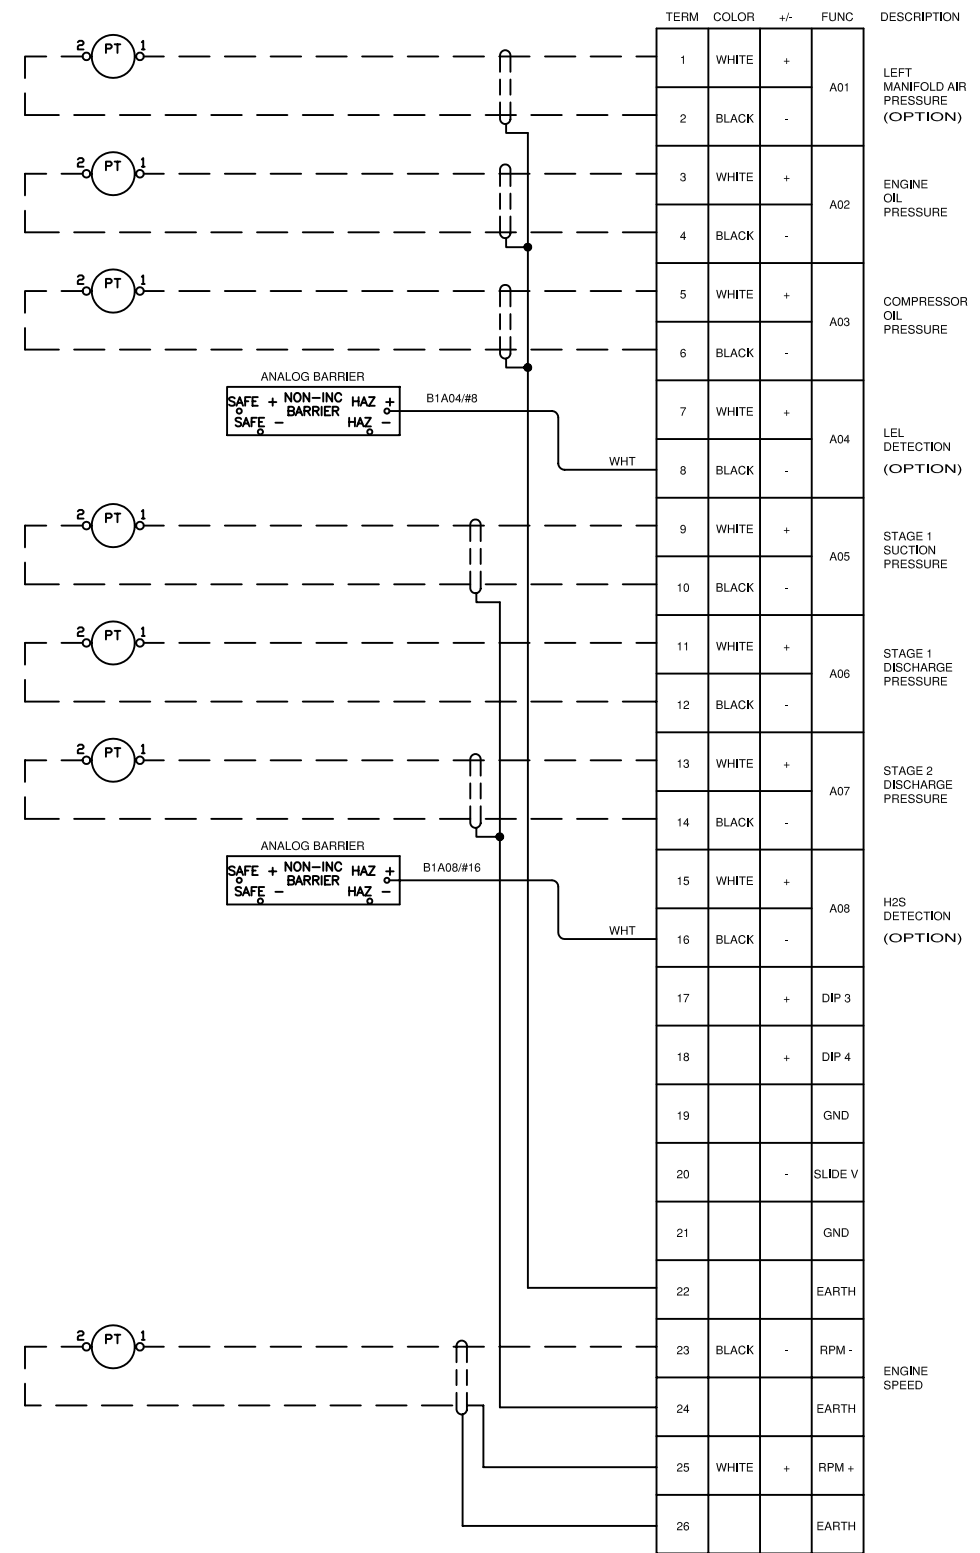 TERM COLOR +/- FUNC DESCRIPTION
2 PT 1
1 WHITE +
A01
LEFT
MANIFOLD AIR
PRESSURE
(OPTION)
2 BLACK -
2 PT 1
3 WHITE +
A02
ENGINE
OIL
PRESSURE
4 BLACK -
2 PT 1
5 WHITE +
A03
COMPRESSOR
OIL
PRESSURE
6 BLACK -
ANALOG BARRIER
SAFE + NON-INC HAZ +
BARRIER
SAFE - HAZ -
B1A04/#8
WHT
7 WHITE +
A04
LEL
DETECTION
(OPTION)
8 BLACK -
2 PT 1
9 WHITE +
A05
STAGE 1
SUCTION
PRESSURE
10 BLACK -
2 PT 1
11 WHITE +
A06
STAGE 1
DISCHARGE
PRESSURE
12 BLACK -
2 PT 1
13 WHITE +
A07
STAGE 2
DISCHARGE
PRESSURE
14 BLACK -
ANALOG BARRIER
SAFE + NON-INC HAZ +
BARRIER
SAFE - HAZ -
B1A08/#16
WHT
15 WHITE +
A08
H2S
DETECTION
(OPTION)
16 BLACK -
17 + DIP 3
18 + DIP 4
19 GND
20 - SLIDE V
21 GND
22 EARTH
2 PT 1
23 BLACK - RPM -
ENGINE
SPEED
24 EARTH
25 WHITE + RPM +
26 EARTH